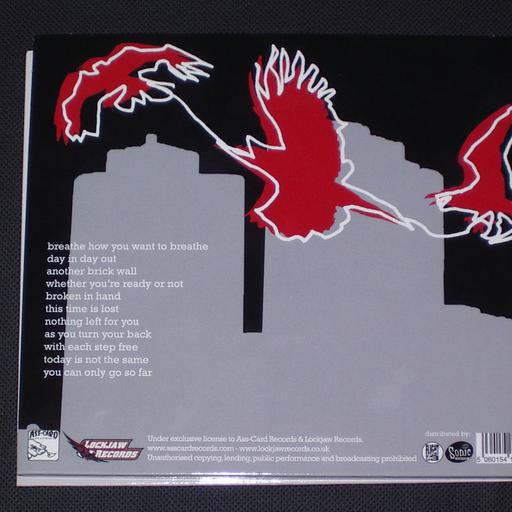 breathe how you want to breathe
day in day out
another brick wall
whether you're ready or not
broken in hand
this time is lost
nothing left for you
as you turn your back
with each step free
today is not the same
you can only go so far
ASS-CARD
LOCKJAW
RECORDS
Under exclusive license to Ass-Card Records & Lockjaw Records.
www.asscardrecords.com - www.lockjawrecords.co.uk
Unauthorised copying, lending, public performance and broadcasting prohibited
distributed by:
Sonic
5 060154